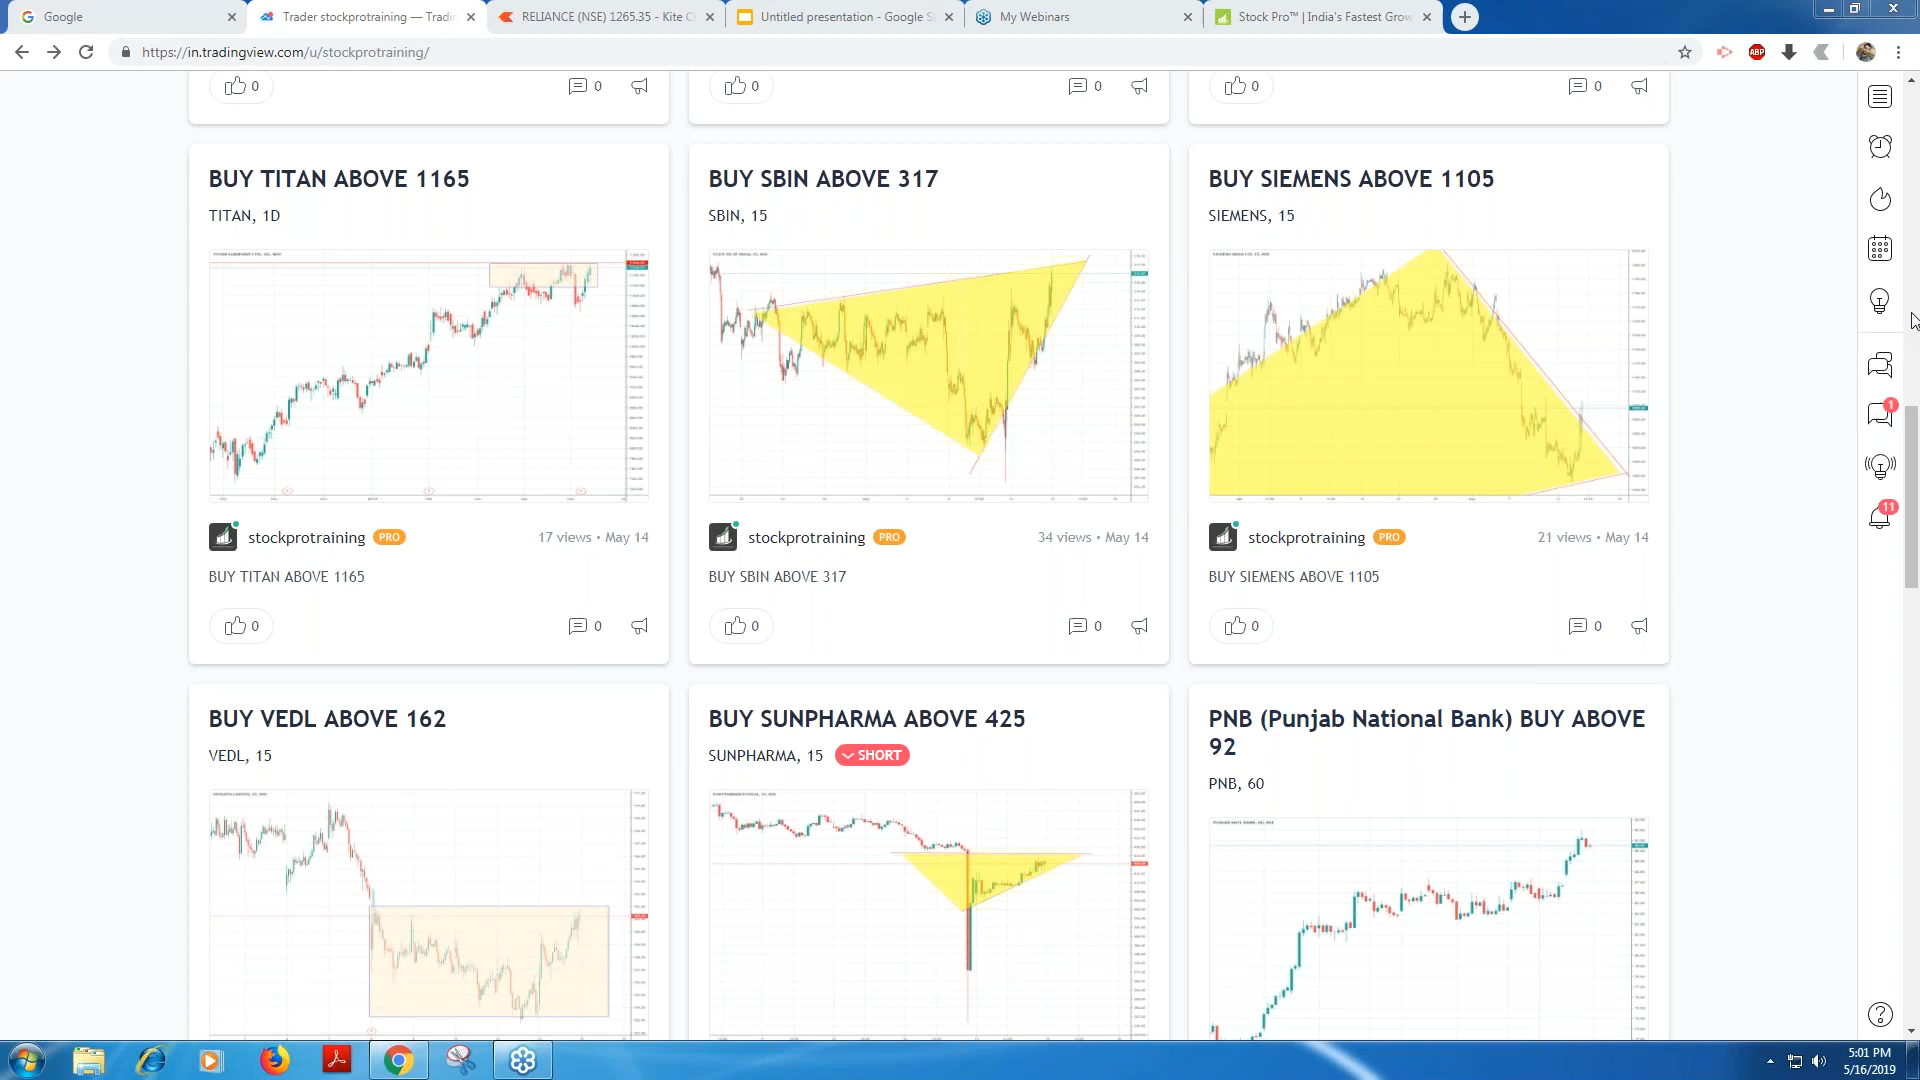 Google
Trader stockprotraining — Tradin
RELIANCE (NSE) 1265.35 - Kite C
Untitled presentation - Google S
My Webinars
Stock Pro™ | India's Fastest Grow
https://in.tradingview.com/u/stockprotraining/
ABP
0 0
0 0
0 0
BUY TITAN ABOVE 1165
TITAN, 1D
stockprotraining PRO 17 views • May 14
BUY TITAN ABOVE 1165
0 0
BUY SBIN ABOVE 317
SBIN, 15
stockprotraining PRO 34 views • May 14
BUY SBIN ABOVE 317
0 0
BUY SIEMENS ABOVE 1105
SIEMENS, 15
stockprotraining PRO 21 views • May 14
BUY SIEMENS ABOVE 1105
0 0
BUY VEDL ABOVE 162
VEDL, 15
BUY SUNPHARMA ABOVE 425
SUNPHARMA, 15 SHORT
PNB (Punjab National Bank) BUY ABOVE
92
PNB, 60
1
11
5:01 PM
5/16/2019